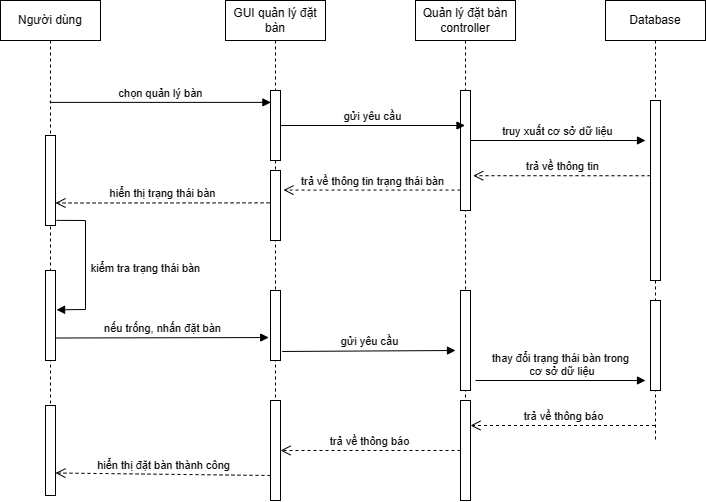 Người dùng
GUI quản lý đặt
bàn
Quản lý đặt bàn
controller
Database
chọn quản lý bàn
gửi yêu cầu
truy xuất cơ sở dữ liệu
trả về thông tin
trả về thông tin trạng thái bàn
hiển thị trạng thái bàn
kiểm tra trạng thái bàn
nếu trống, nhấn đặt bàn
gửi yêu cầu
thay đổi trạng thái bàn trong
cơ sở dữ liệu
trả về thông báo
trả về thông báo
hiển thị đặt bàn thành công